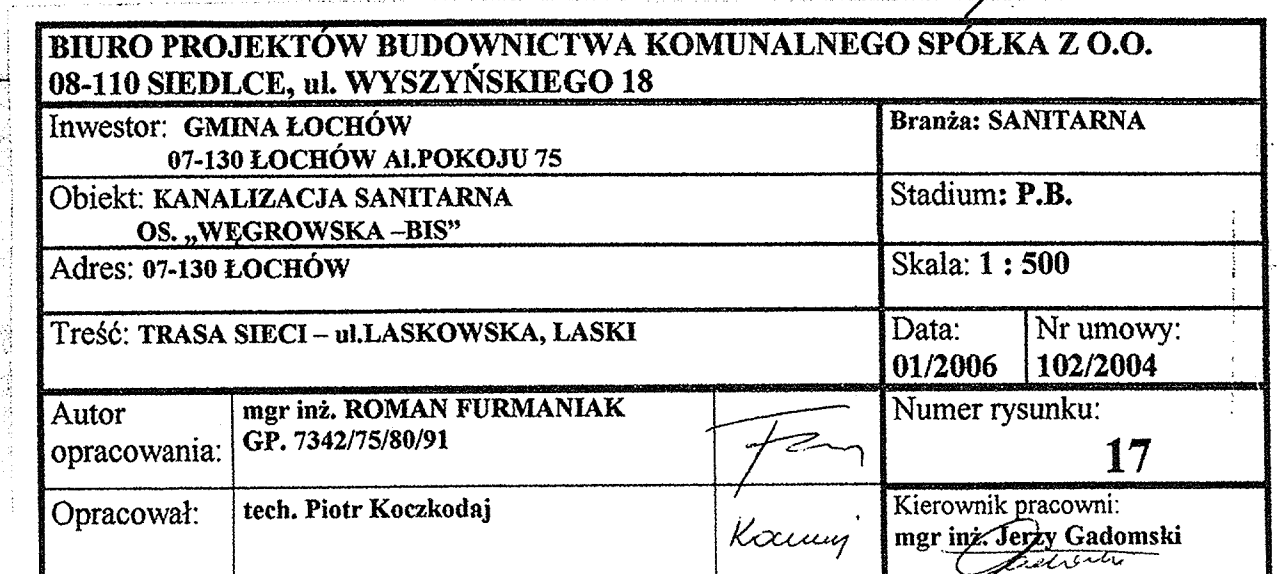 BIURO PROJEKTÓW BUDOWNICTWA KOMUNALNEGO SPÓŁKA Z O.O.
08-110 SIEDLCE, ul. WYSZYŃSKIEGO 18
Inwestor: GMINA ŁOCHÓW
07-130 ŁOCHÓW Al.POKOJU 75
Branża: SANITARNA
Obiekt: KANALIZACJA SANITARNA
OS. „WĘGROWSKA –BIS”
Stadium: P.B.
Adres: 07-130 ŁOCHÓW
Skala: 1 : 500
Treść: TRASA SIECI – ul.LASKOWSKA, LASKI
Data:
01/2006
Nr umowy:
102/2004
Autor
opracowania:
mgr inż. ROMAN FURMANIAK
GP. 7342/75/80/91
Numer rysunku:
17
Opracował:
tech. Piotr Koczkodaj
Kierownik pracowni:
mgr inż. Jerzy Gadomski